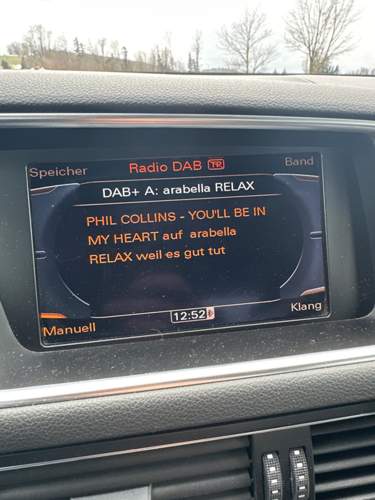 Speicher Radio DAB TP Band
DAB+ A: arabella RELAX
PHIL COLLINS - YOU'LL BE IN
MY HEART auf arabella
RELAX weil es gut tut
Manuell 12:52 Klang